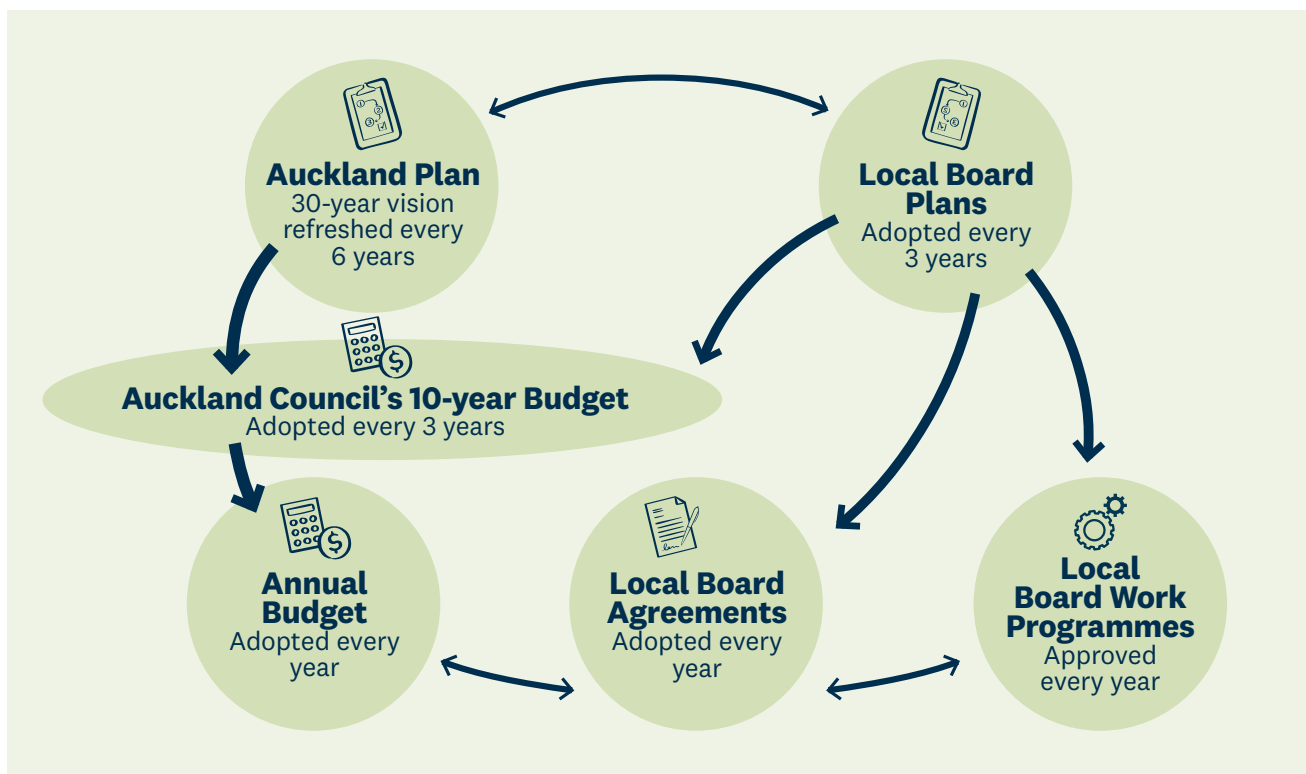 Auckland Plan
30-year vision
refreshed every
6 years
Local Board
Plans
Adopted every
3 years
$
Auckland Council’s 10-year Budget
Adopted every 3 years
$
Annual
Budget
Adopted every
year
Local Board
Agreements
Adopted every
year
Local
Board Work
Programmes
Approved
every year